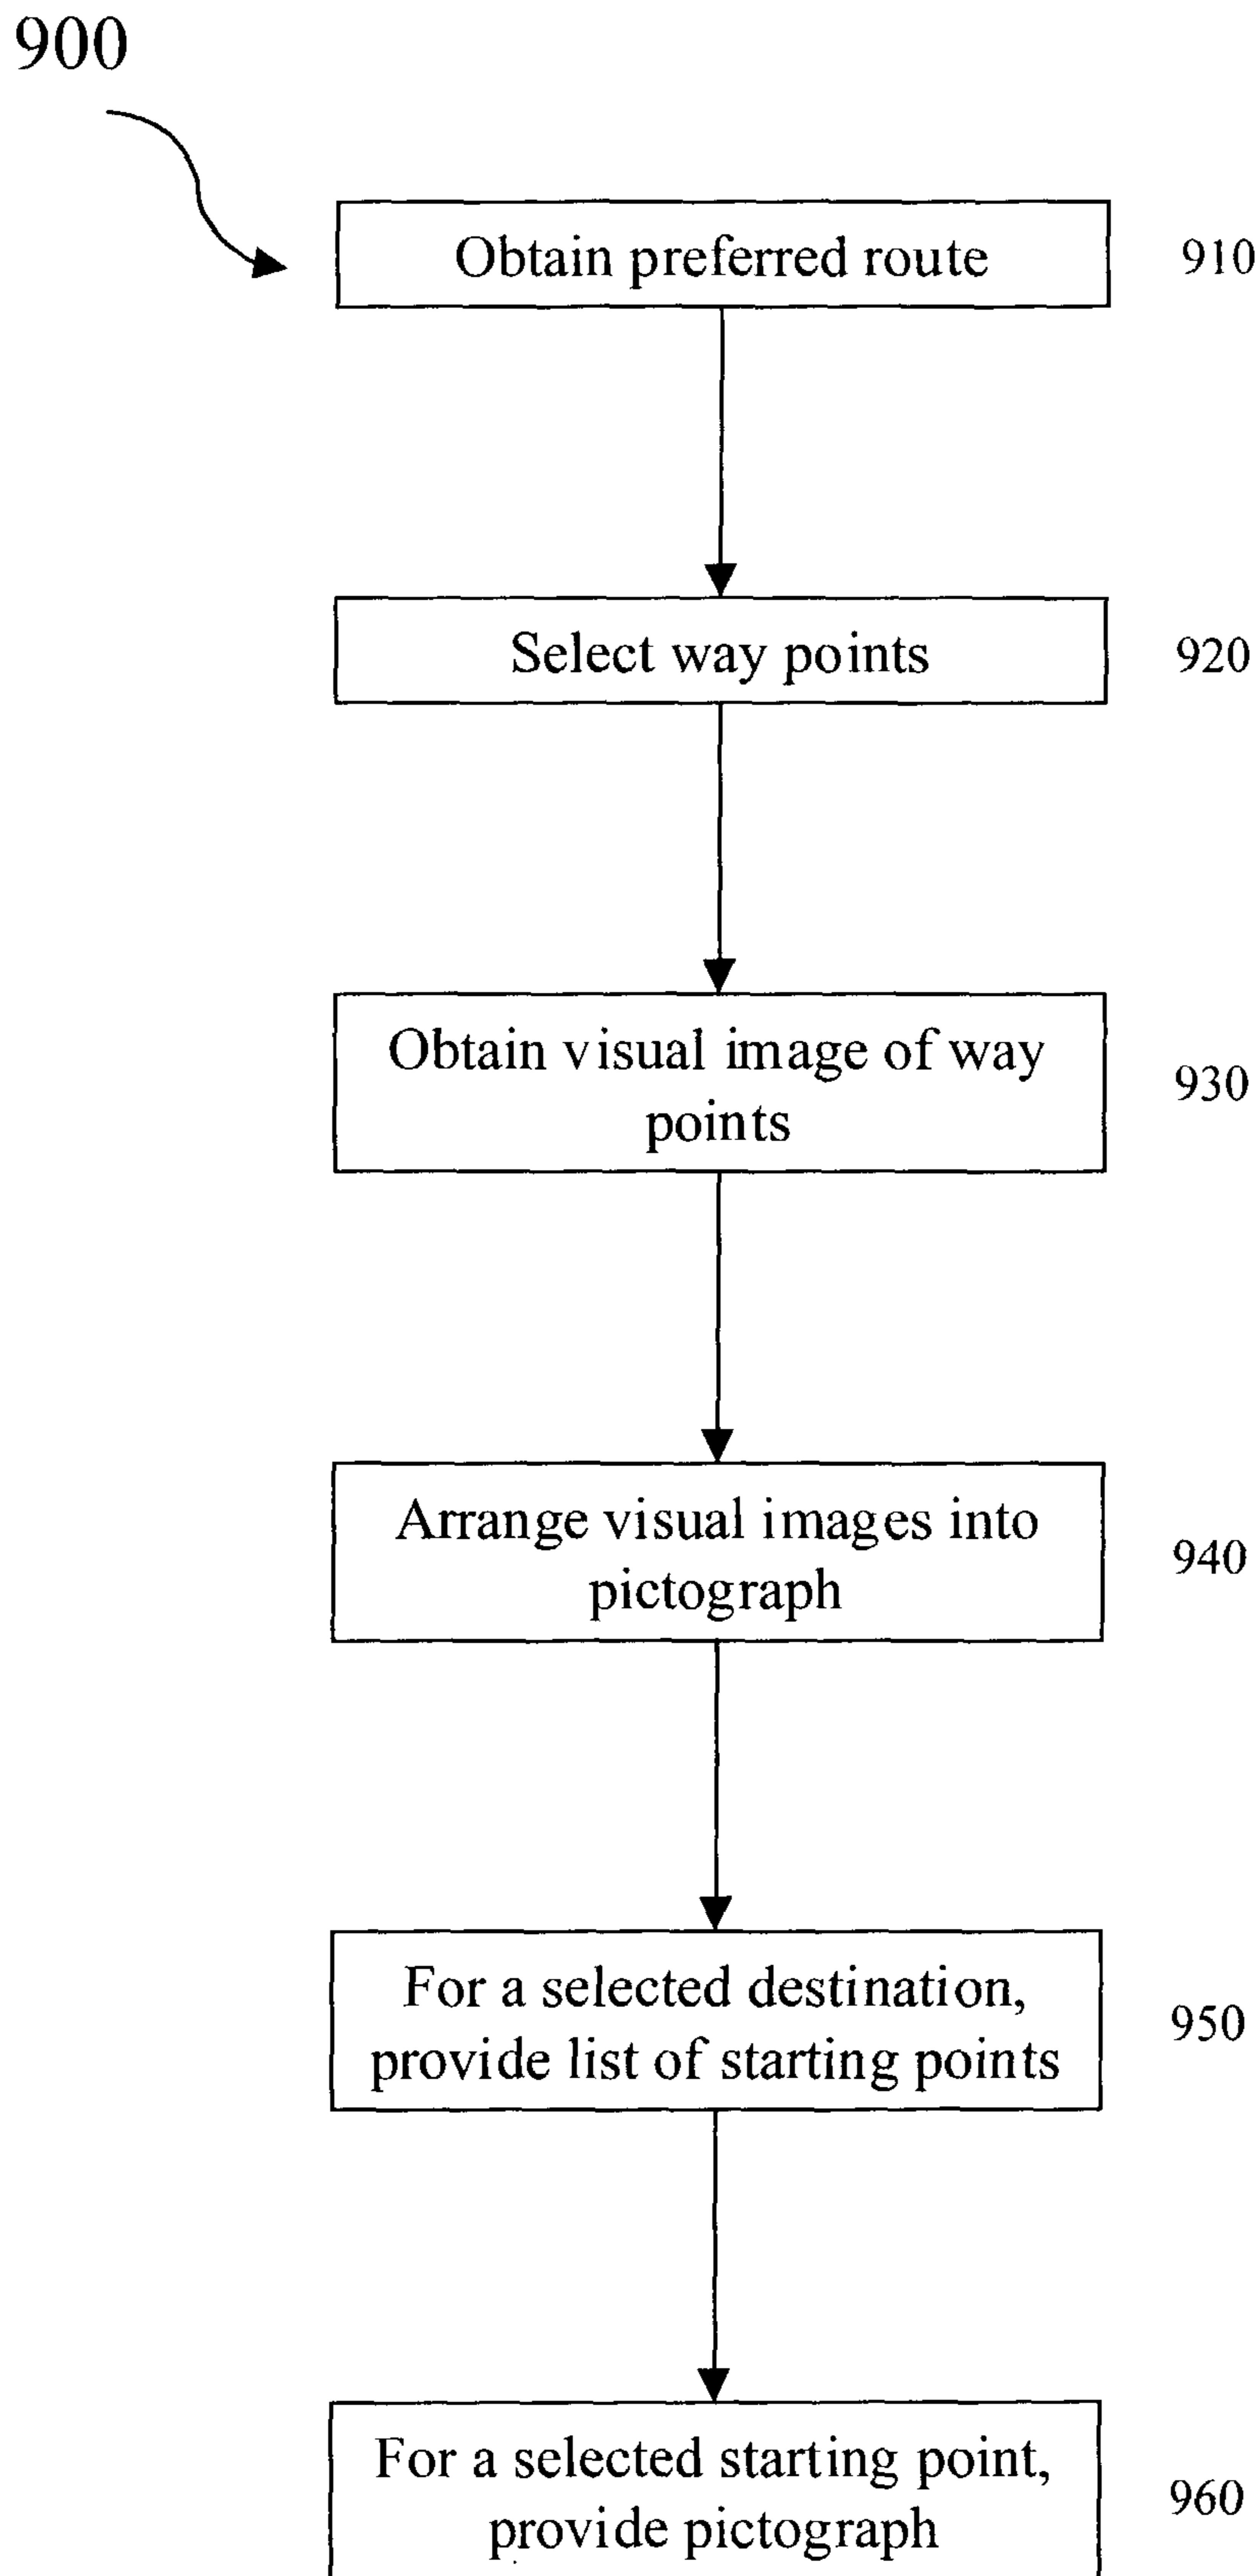 900
Obtain preferred route
910
Select way points
920
Obtain visual image of way
points
930
Arrange visual images into
pictograph
940
For a selected destination,
provide list of starting points
950
For a selected starting point,
provide pictograph
960